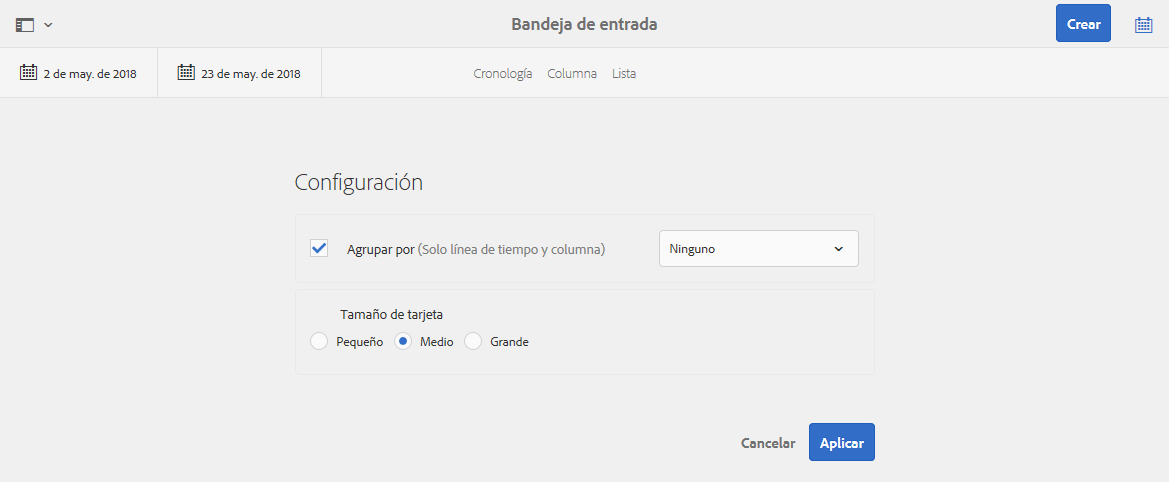 Bandeja de entrada
Crear
2 de may. de 2018
23 de may. de 2018
Cronología
Columna
Lista
Configuración
Agrupar por (Solo línea de tiempo y columna)
Ninguno
Tamaño de tarjeta
Pequeño
Medio
Grande
Cancelar
Aplicar